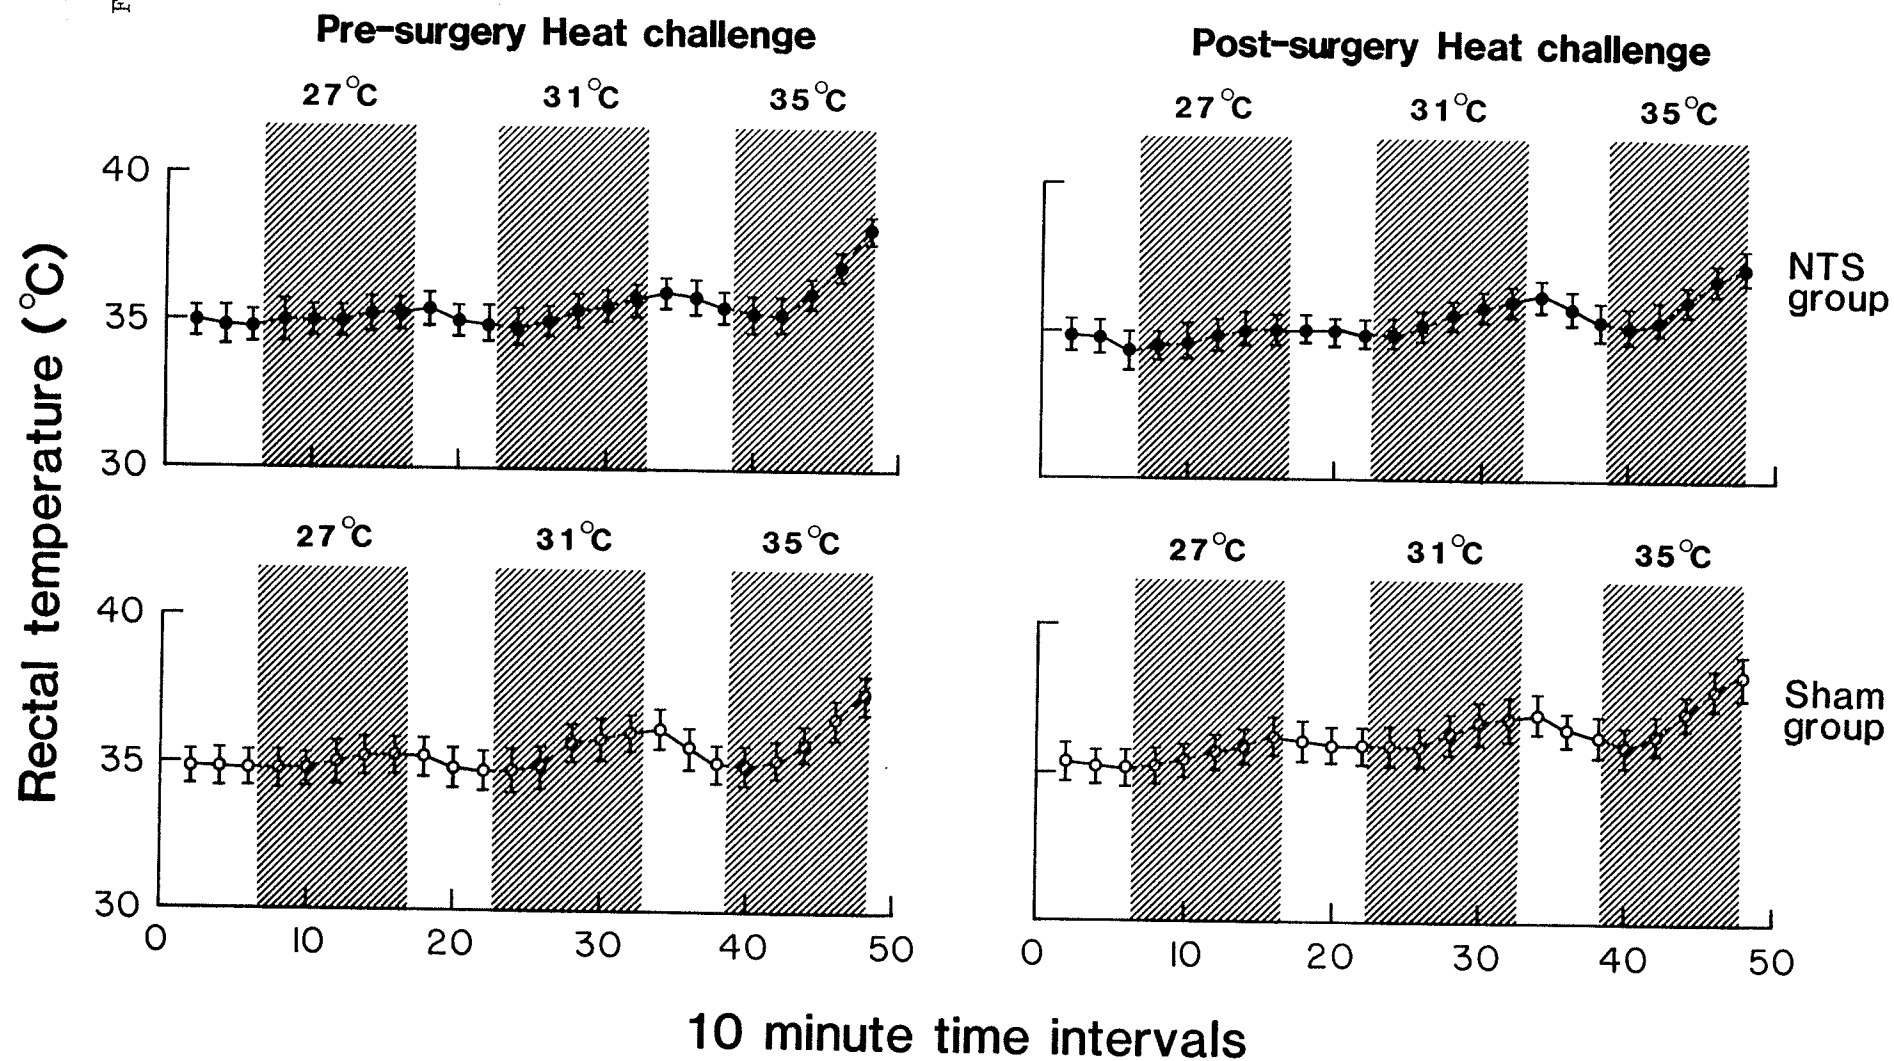 Pre-surgery Heat challenge
Post-surgery Heat challenge
27°C 31°C 35°C
27°C 31°C 35°C
40
35
30
NTS
group
27°C 31°C 35°C
27°C 31°C 35°C
40
35
30
Sham
group
0 10 20 30 40 50
0 10 20 30 40 50
Rectal temperature (°C)
10 minute time intervals